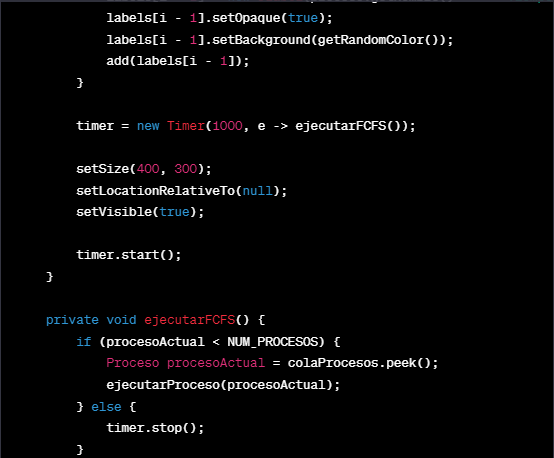 labels[i - 1].setOpaque(true);
labels[i - 1].setBackground(getRandomColor());
add(labels[i - 1]);
}
timer = new Timer(1000, e -> ejecutarFCFS());
setSize(400, 300);
setLocationRelativeTo(null);
setVisible(true);
timer.start();
}
private void ejecutarFCFS() {
if (procesoActual < NUM_PROCESOS) {
Proceso procesoActual = colaProcesos.peek();
ejecutarProceso(procesoActual);
} else {
timer.stop();
}